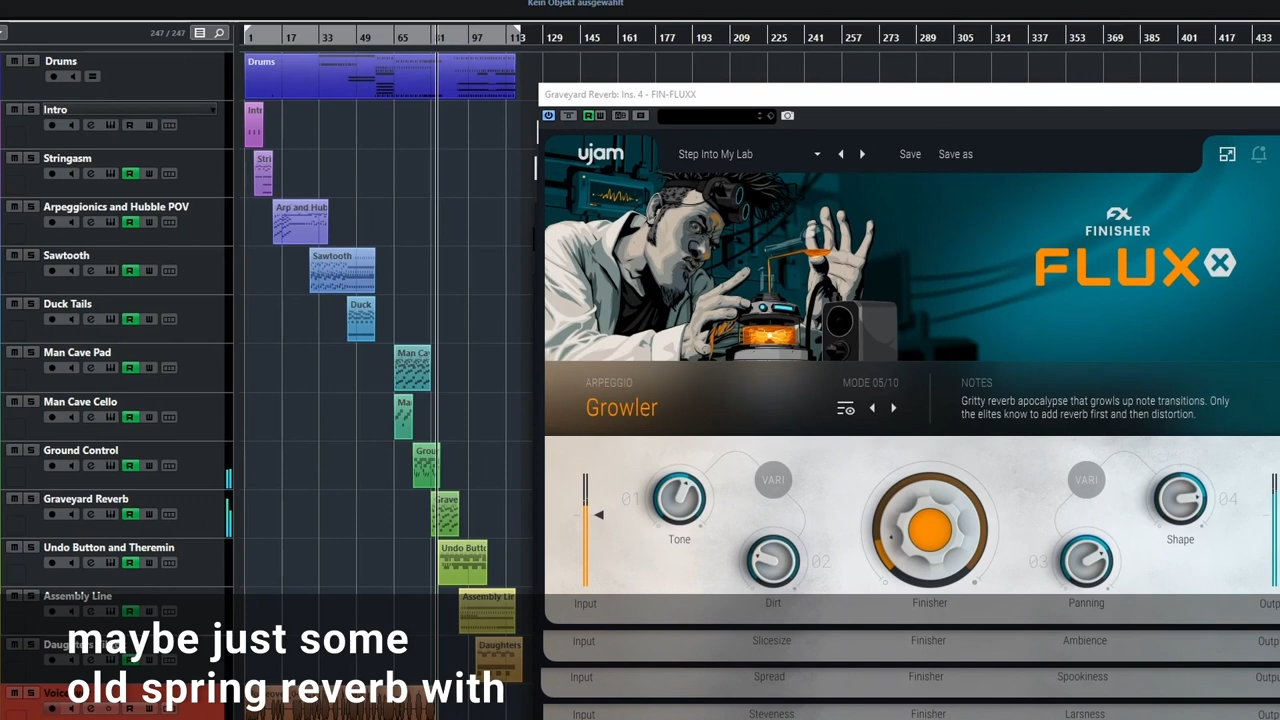 Kein Objekt ausgewählt
247 / 247
1 17 33 49 65 81 97 113 129 145 161 177 193 209 225 241 257 273 289 305 321 337 353 369 385 401 417 433
M S Drums
Drums
M S Intro
Intr
M S Stringasm
Stri
M S Arpeggionics and Hubble POV
Arp and Hub
M S Sawtooth
Sawtooth
M S Duck Tails
Duck
M S Man Cave Pad
Man Ca
M S Man Cave Cello
Ma
M S Ground Control
Grou
M S Graveyard Reverb
Grave
M S Undo Button and Theremin
Undo Butto
M S Assembly Line
Assembly Lin
Daughters
Graveyard Reverb: Ins. 4 - FIN-FLUXX
ujam
Step Into My Lab
Save
Save as
FX
FINISHER
FLUXX
ARPEGGIO
Growler
MODE 05/10
NOTES
Gritty reverb apocalypse that growls up note transitions. Only
the elites know to add reverb first and then distortion.
01 VARI VARI 04
Tone
Shape
02 03
Input Dirt Finisher Panning
Input Slicesize Finisher Ambience Outp
Input Spread Finisher Spookiness Outp
Input Steveness Finisher Larsness Outp
maybe just some
old spring reverb with